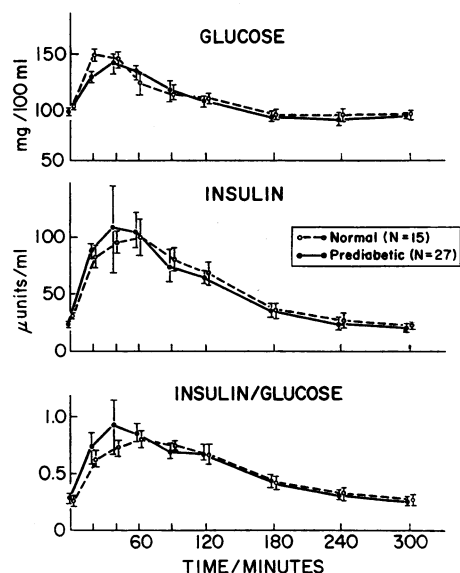 GLUCOSE
mg/100 ml
150
100
50
INSULIN
μunits/ml
100
50
0
Normal (N=15)
Prediabetic (N=27)
INSULIN/GLUCOSE
1.0
0.5
0
60
120
180
240
300
TIME/MINUTES